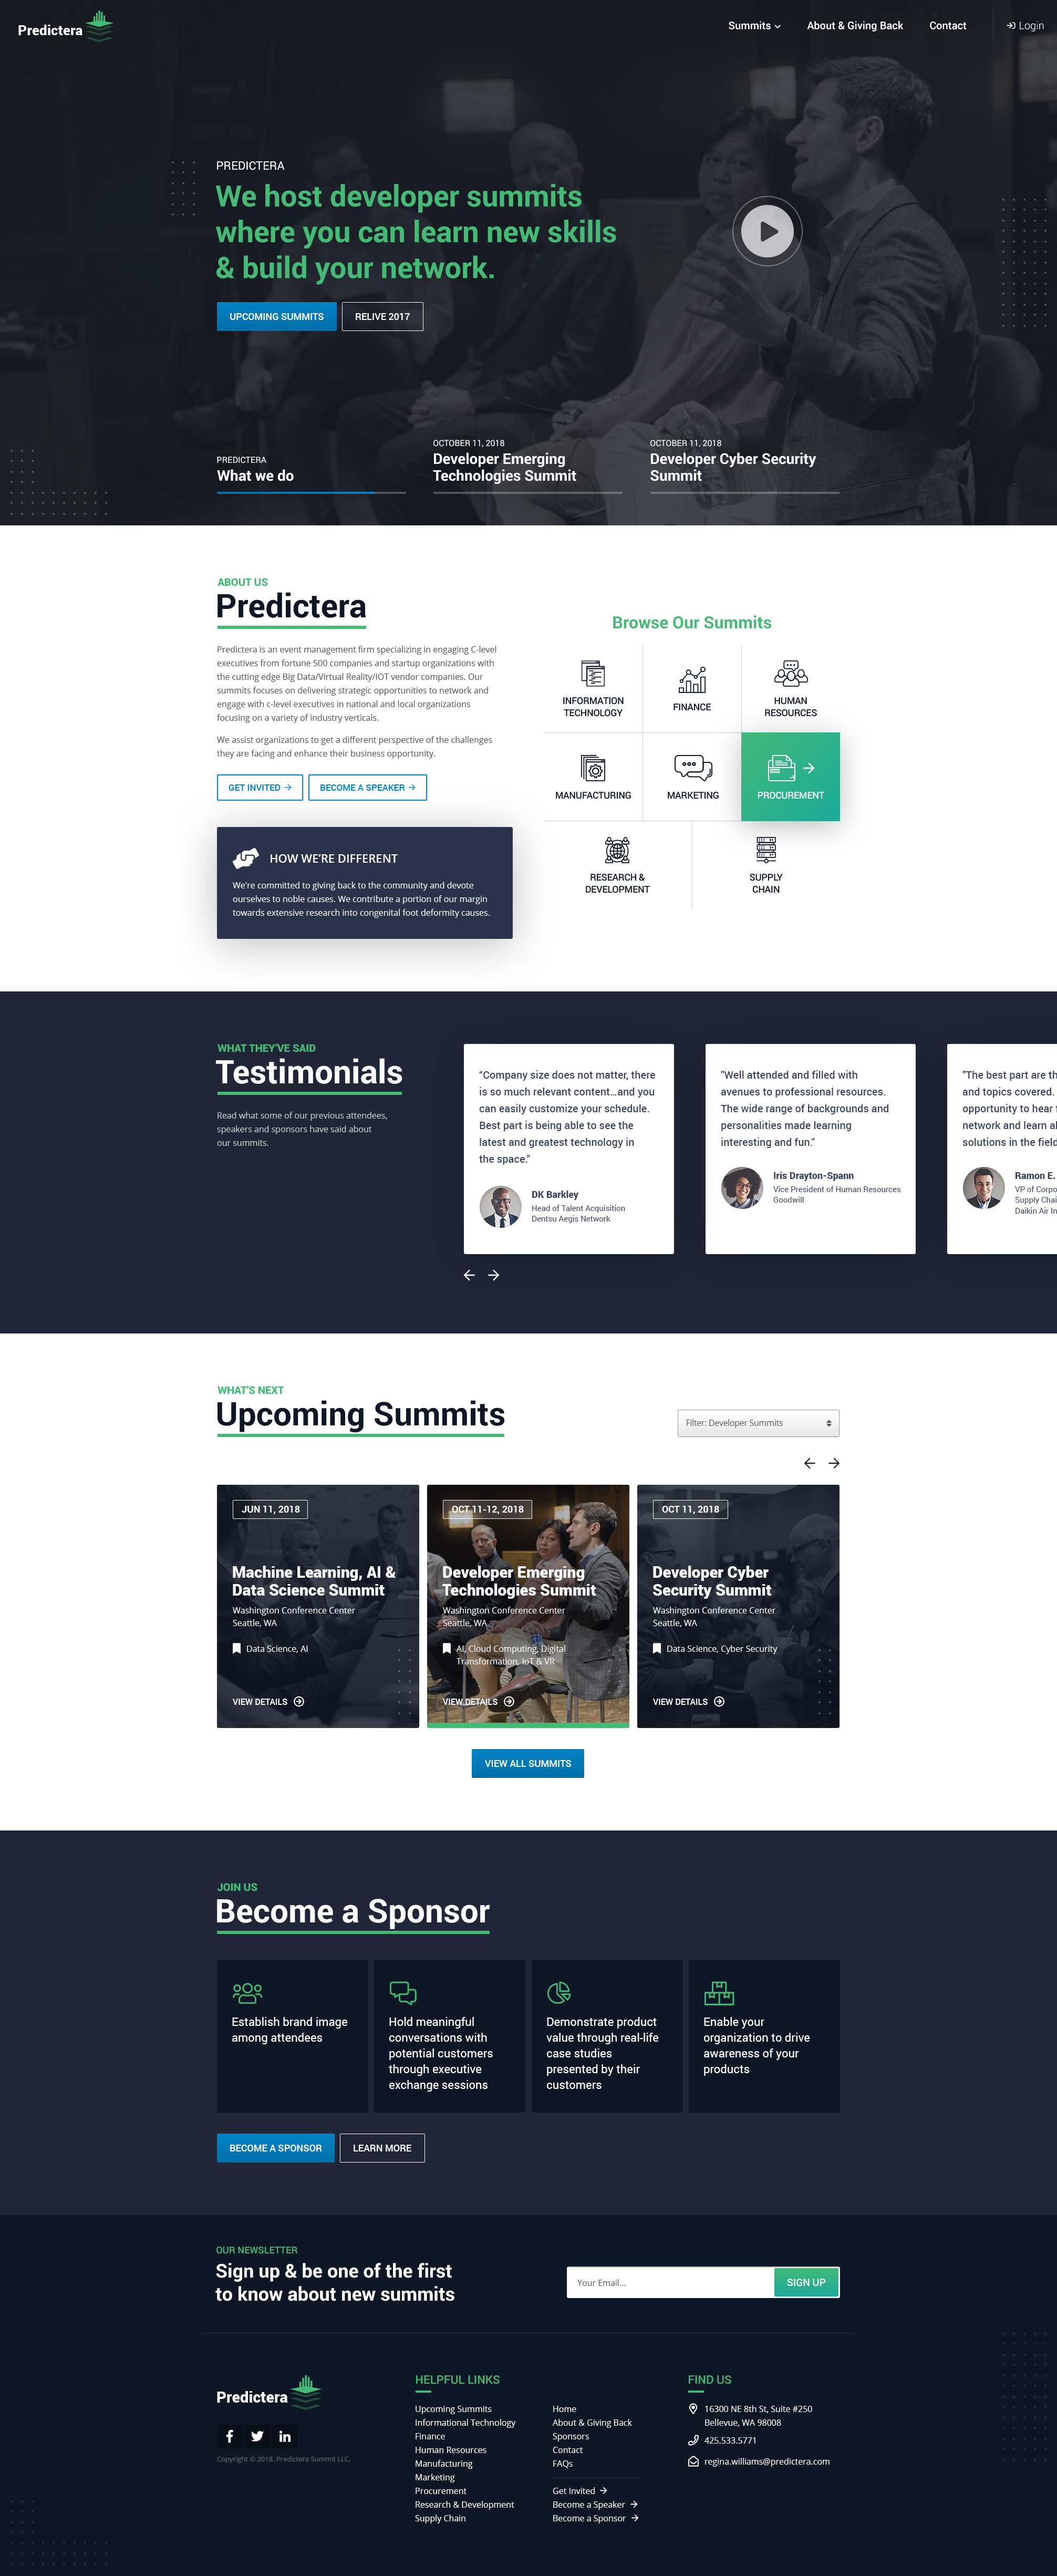 Predictera
Summits
About & Giving Back
Contact
Login
PREDICTERA
We host developer summits
where you can learn new skills
& build your network.
UPCOMING SUMMITS
RELIVE 2017
PREDICTERA
What we do
OCTOBER 11, 2018
Developer Emerging
Technologies Summit
OCTOBER 11, 2018
Developer Cyber Security
Summit
ABOUT US
Predictera
Predictera is an event management firm specializing in engaging C-level
executives from fortune 500 companies and startup organizations with
the cutting edge Big Data/Virtual Reality/IOT vendor companies. Our
summits focuses on delivering strategic opportunities to network and
engage with c-level executives in national and local organizations
focusing on a variety of industry verticals.
We assist organizations to get a different perspective of the challenges
they are facing and enhance their business opportunity.
GET INVITED
BECOME A SPEAKER
HOW WE'RE DIFFERENT
We're committed to giving back to the community and devote
ourselves to noble causes. We contribute a portion of our margin
towards extensive research into congenital foot deformity causes.
Browse Our Summits
INFORMATION
TECHNOLOGY
FINANCE
HUMAN
RESOURCES
MANUFACTURING
MARKETING
PROCUREMENT
RESEARCH &
DEVELOPMENT
SUPPLY
CHAIN
WHAT THEY'VE SAID
Testimonials
Read what some of our previous attendees,
speakers and sponsors have said about
our summits.
“Company size does not matter, there
is so much relevant content...and you
can easily customize your schedule.
Best part is being able to see the
latest and greatest technology in
the space."
DK Barkley
Head of Talent Acquisition
Dentsu Aegis Network
"Well attended and filled with
avenues to professional resources.
The wide range of backgrounds and
personalities made learning
interesting and fun."
Iris Drayton-Spann
Vice President of Human Resources
Goodwill
"The best part are th
and topics covered.
opportunity to hear
network and learn a
solutions in the field
Ramon E.
VP of Corpo
Supply Chai
Daikin Air In
WHAT'S NEXT
Upcoming Summits
Filter: Developer Summits
JUN 11, 2018
Machine Learning, AI &
Data Science Summit
Washington Conference Center
Seattle, WA
Data Science, AI
VIEW DETAILS
OCT 11-12, 2018
Developer Emerging
Technologies Summit
Washington Conference Center
Seattle, WA
AI, Cloud Computing, Digital
Transformation, IoT & VR
VIEW DETAILS
OCT 11, 2018
Developer Cyber
Security Summit
Washington Conference Center
Seattle, WA
Data Science, Cyber Security
VIEW DETAILS
VIEW ALL SUMMITS
JOIN US
Become a Sponsor
Establish brand image
among attendees
Hold meaningful
conversations with
potential customers
through executive
exchange sessions
Demonstrate product
value through real-life
case studies
presented by their
customers
Enable your
organization to drive
awareness of your
products
BECOME A SPONSOR
LEARN MORE
OUR NEWSLETTER
Sign up & be one of the first
to know about new summits
Your Email...
SIGN UP
Predictera
Copyright © 2018. Predictera Summit LLC.
HELPFUL LINKS
Upcoming Summits
Informational Technology
Finance
Human Resources
Manufacturing
Marketing
Procurement
Research & Development
Supply Chain
Home
About & Giving Back
Sponsors
Contact
FAQs
Get Invited
Become a Speaker
Become a Sponsor
FIND US
16300 NE 8th St, Suite #250
Bellevue, WA 98008
425.533.5771
regina.williams@predictera.com